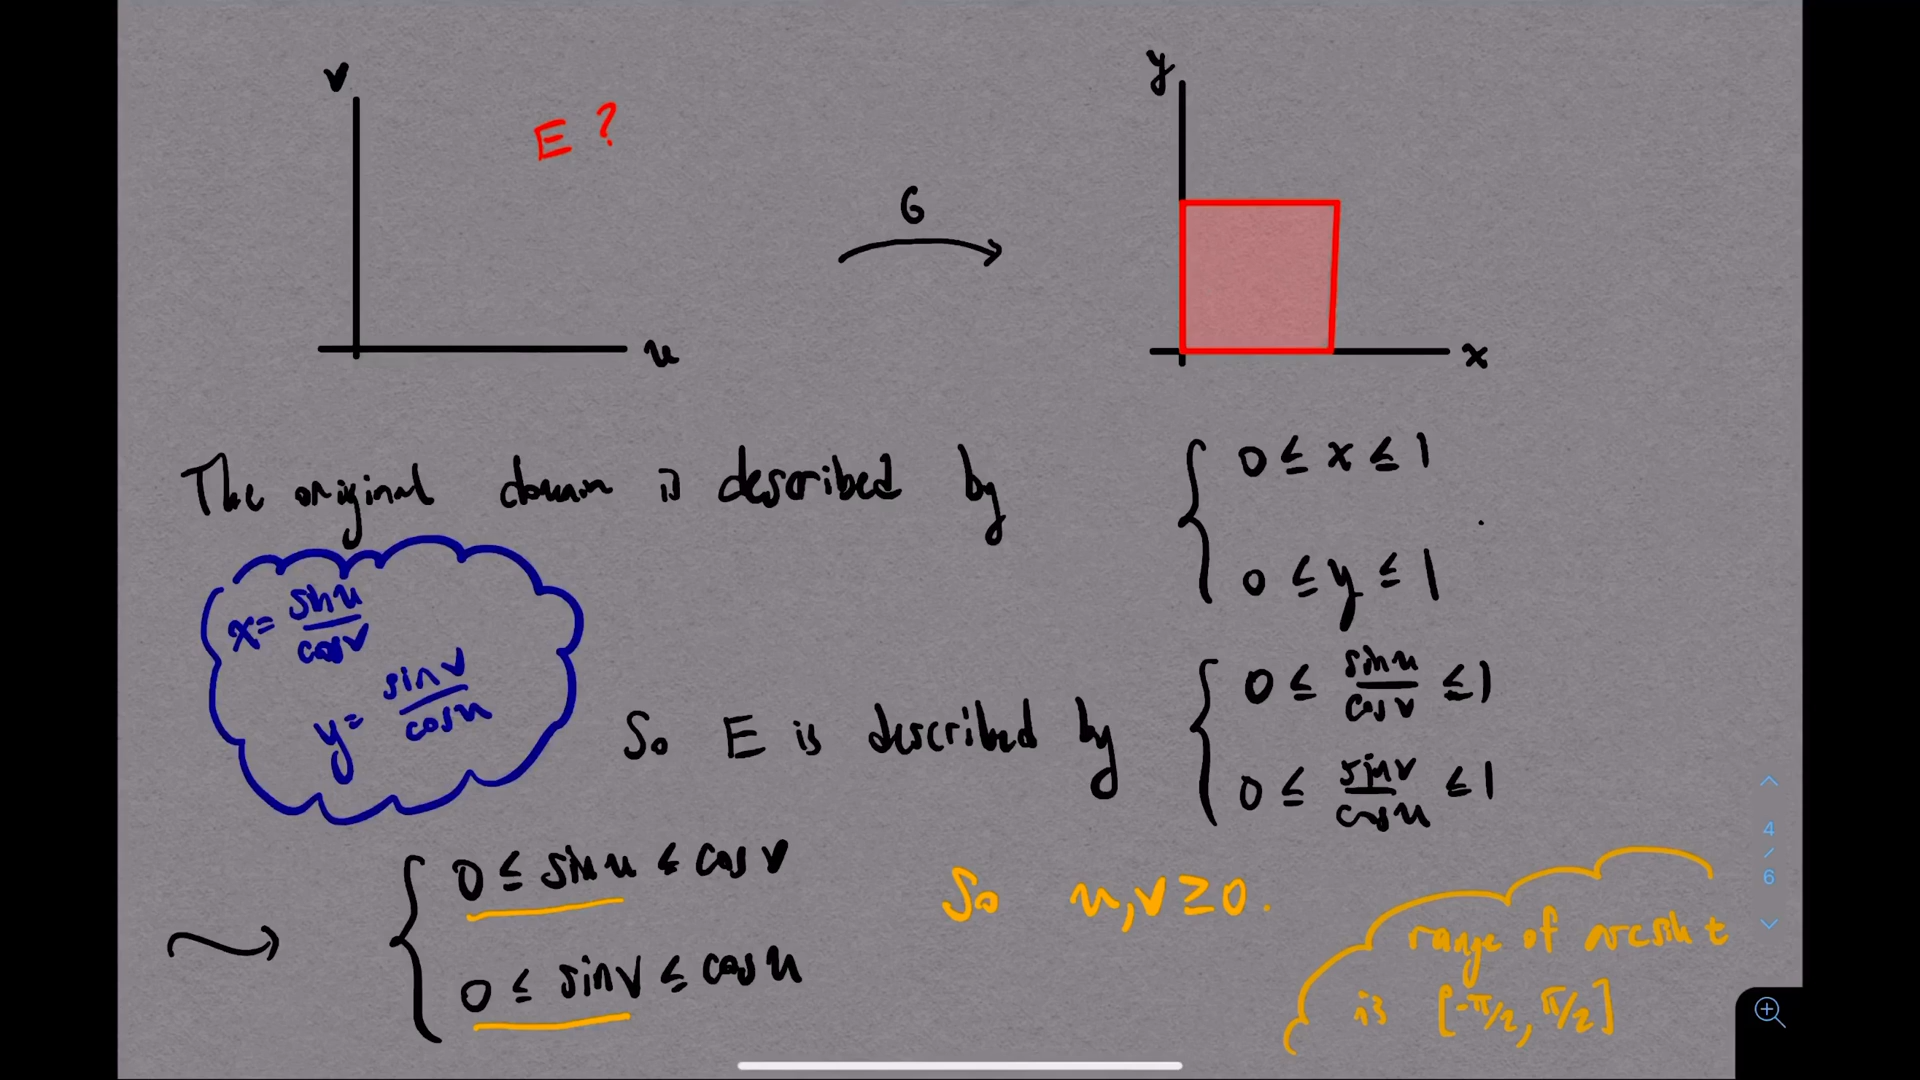 v
y
E ?
G
u
x
The original domain is described by { 0 ≤ x ≤ 1
0 ≤ y ≤ 1
x = sin u / cos v
y = sin v / cos u
So E is described by { 0 ≤ sin u / cos v ≤ 1
0 ≤ sin v / cos u ≤ 1
{ 0 ≤ sin u ≤ cos v
0 ≤ sin v ≤ cos u
So u, v ≥ 0.
range of arcsin t
is [-π/2, π/2]
4
/
6